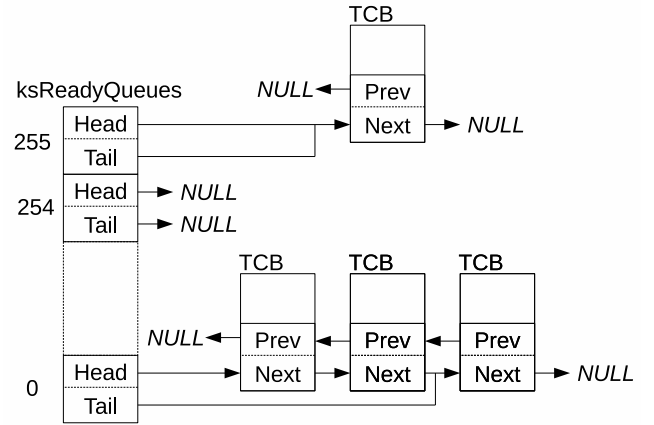 TCB
ksReadyQueues
NULL Prev
Head Next NULL
255
Tail
Head NULL
254
Tail NULL
TCB TCB TCB
NULL Prev Prev Prev
Head Next Next Next NULL
0
Tail